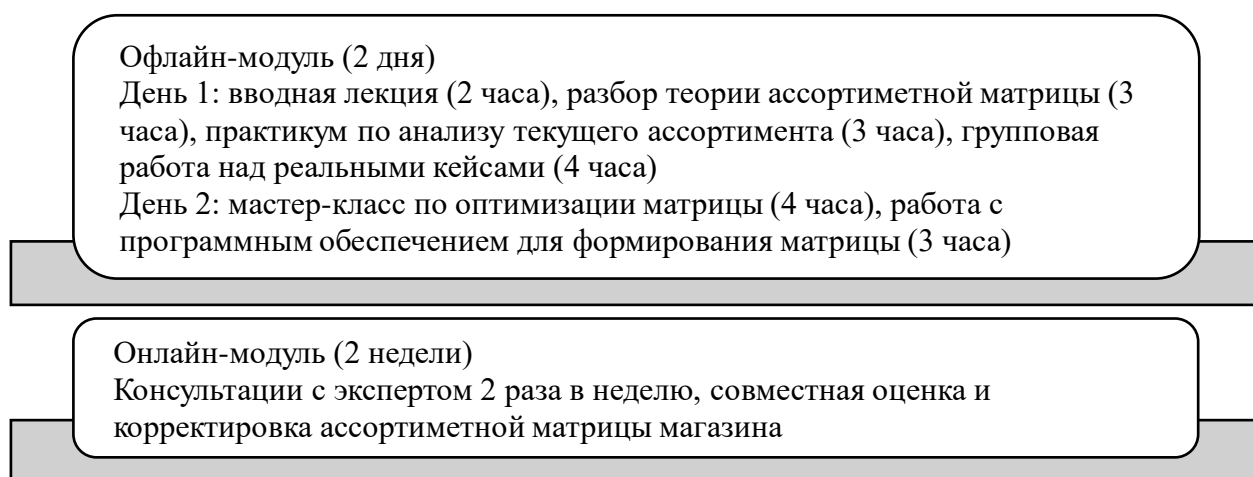 Офлайн-модуль (2 дня)
День 1: вводная лекция (2 часа), разбор теории ассортиметной матрицы (3
часа), практикум по анализу текущего ассортимента (3 часа), групповая
работа над реальными кейсами (4 часа)
День 2: мастер-класс по оптимизации матрицы (4 часа), работа с
программным обеспечением для формирования матрицы (3 часа)
Онлайн-модуль (2 недели)
Консультации с экспертом 2 раза в неделю, совместная оценка и
корректировка ассортиметной матрицы магазина